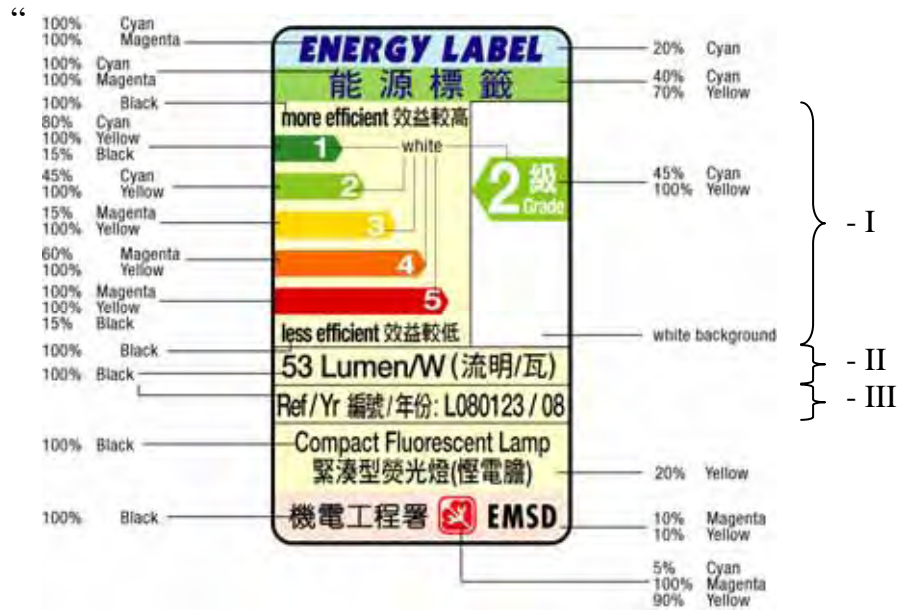 “
100% Cyan
100% Magenta
100% Cyan
100% Magenta
100% Black
80% Cyan
100% Yellow
15% Black
45% Cyan
100% Yellow
15% Magenta
100% Yellow
60% Magenta
100% Yellow
100% Magenta
100% Yellow
15% Black
100% Black
100% Black
100% Black
100% Black
ENERGY LABEL
能源標籤
more efficient 效益較高
1
white
2
3
4
5
less efficient 效益較低
2 級
Grade
53 Lumen/W (流明/瓦)
Ref / Yr 編號 / 年份: L080123 / 08
Compact Fluorescent Lamp
緊湊型熒光燈(慳電膽)
機電工程署 EMSD
20% Cyan
40% Cyan
70% Yellow
45% Cyan
100% Yellow
white background
20% Yellow
10% Magenta
10% Yellow
5% Cyan
100% Magenta
90% Yellow
- I
- II
- III